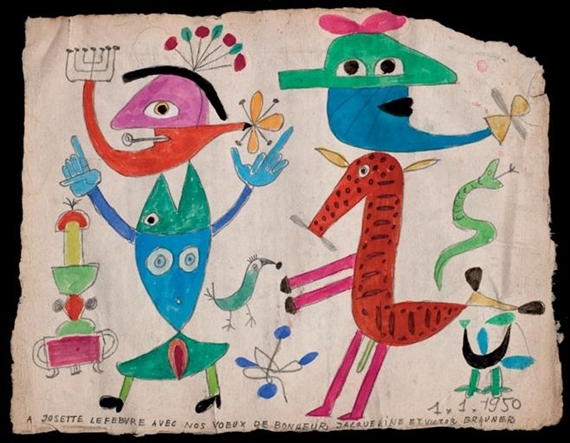 1.1.1950
A JOSETTE LEFEBVRE AVEC NOS VOEUX DE BONHEUR, JACQUELINE ET VICTOR BRAUNER